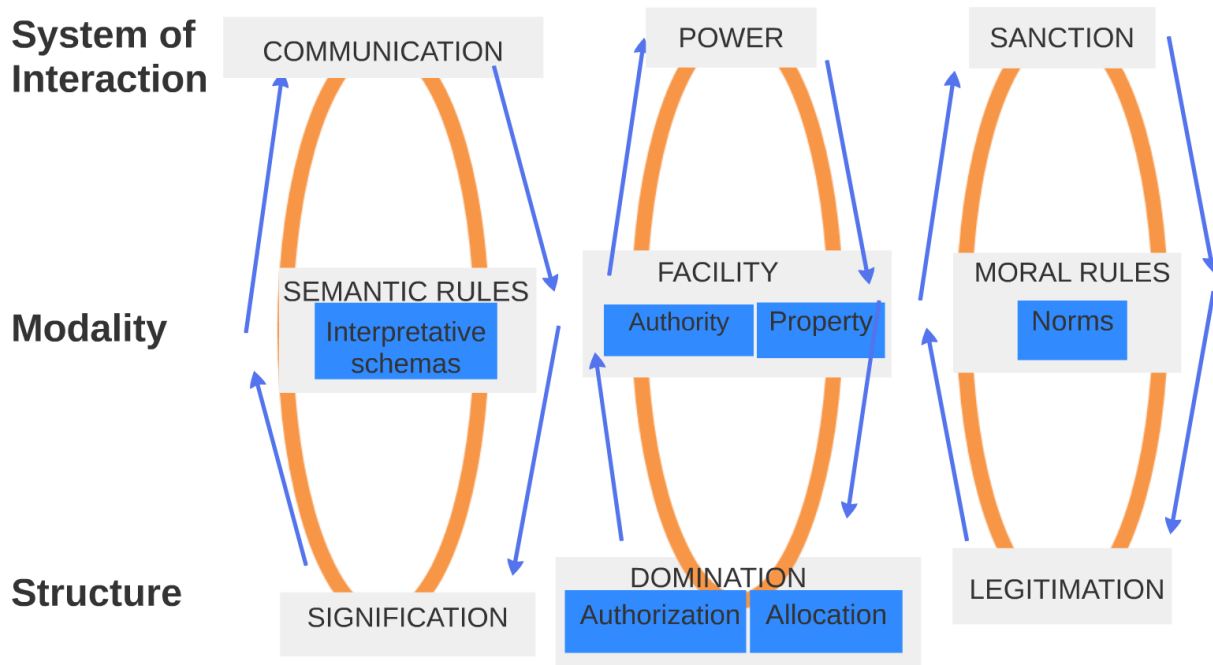 System of
Interaction
COMMUNICATION
POWER
SANCTION
Modality
SEMANTIC RULES
Interpretative
schemas
FACILITY
Authority
Property
MORAL RULES
Norms
Structure
SIGNIFICATION
DOMINATION
Authorization
Allocation
LEGITIMATION